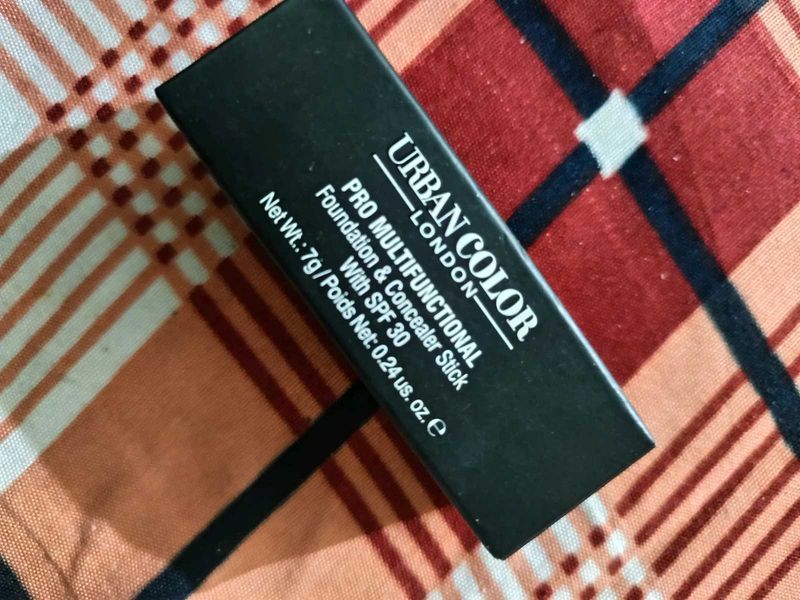 URBAN COLOR
LONDON
PRO MULTIFUNCTIONAL
Foundation & Concealer Stick
With SPF 30
Net Wt.: 7g / Poids Net: 0.24 us. oz. ℮